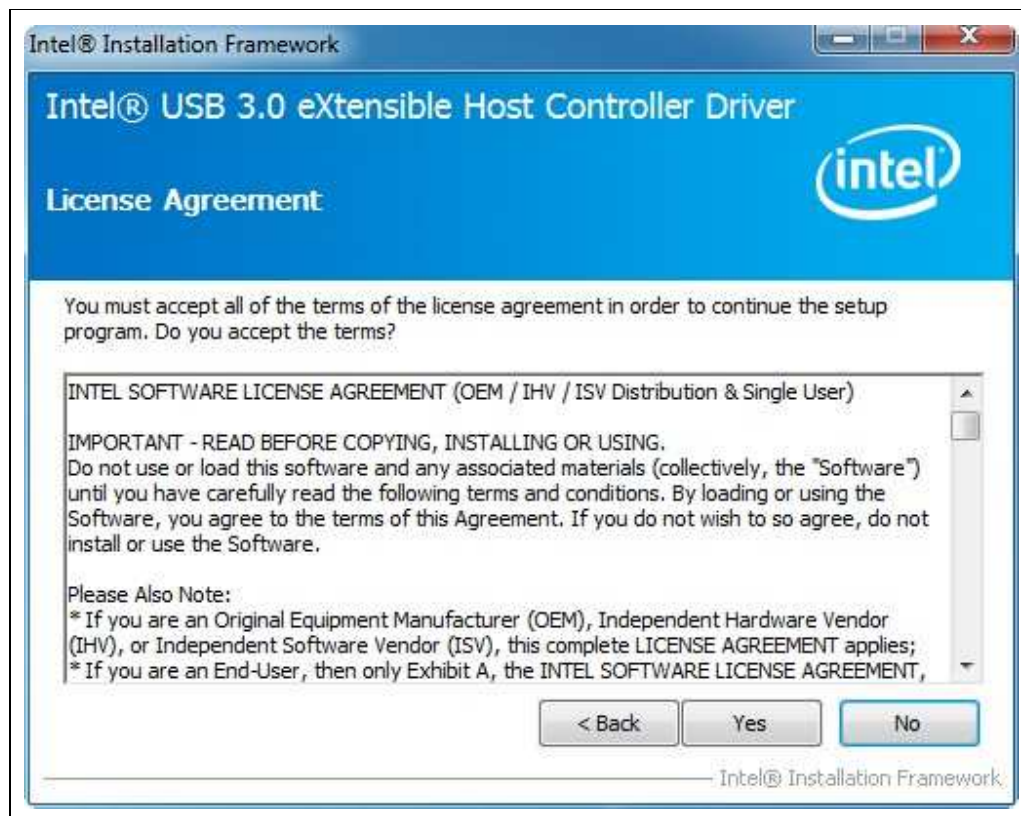 Intel® Installation Framework
Intel® USB 3.0 eXtensible Host Controller Driver
intel
License Agreement
You must accept all of the terms of the license agreement in order to continue the setup
program. Do you accept the terms?
INTEL SOFTWARE LICENSE AGREEMENT (OEM / IHV / ISV Distribution & Single User)
IMPORTANT - READ BEFORE COPYING, INSTALLING OR USING.
Do not use or load this software and any associated materials (collectively, the "Software")
until you have carefully read the following terms and conditions. By loading or using the
Software, you agree to the terms of this Agreement. If you do not wish to so agree, do not
install or use the Software.
Please Also Note:
* If you are an Original Equipment Manufacturer (OEM), Independent Hardware Vendor
(IHV), or Independent Software Vendor (ISV), this complete LICENSE AGREEMENT applies;
* If you are an End-User, then only Exhibit A, the INTEL SOFTWARE LICENSE AGREEMENT,
< Back Yes No
Intel® Installation Framework